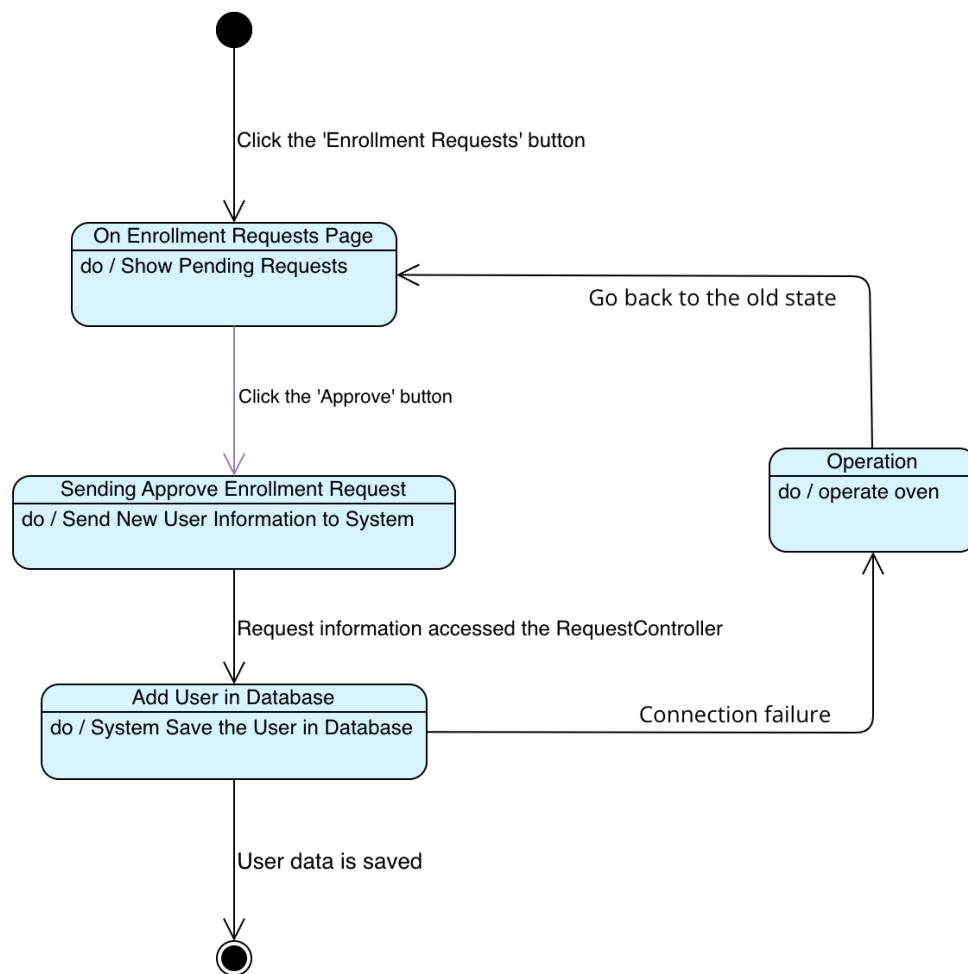 Click the 'Enrollment Requests' button
On Enrollment Requests Page
do / Show Pending Requests
Go back to the old state
Click the 'Approve' button
Operation
do / operate oven
Sending Approve Enrollment Request
do / Send New User Information to System
Request information accessed the RequestController
Add User in Database
do / System Save the User in Database
Connection failure
User data is saved